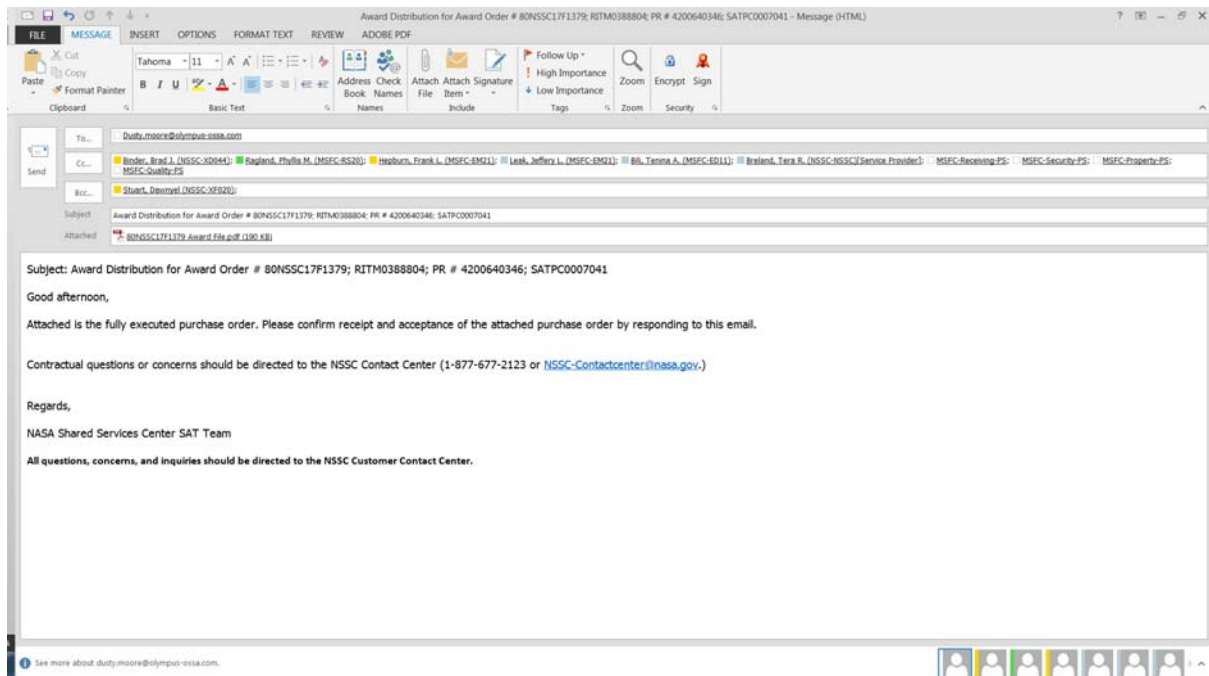 Award Distribution for Award Order # 80NSSC17F1379; RITM0388804; PR # 4200640346; SATPC0007041 - Message (HTML)
FILE MESSAGE INSERT OPTIONS FORMAT TEXT REVIEW ADOBE PDF
Cut
Copy
Format Painter
Paste
Clipboard
Tahoma 11
B I U
Basic Text
Address Book
Check Names
Names
Attach File
Attach Item
Signature
Include
Follow Up
High Importance
Low Importance
Tags
Zoom
Zoom
Encrypt Sign
Security
Send
To... Dusty.moore@olympus-ossa.com
Cc... Binder, Brad J. (NSSC-XD044); Ragland, Phyllis M. (MSFC-RS20); Hepburn, Frank L. (MSFC-EM21); Leak, Jeffery L. (MSFC-EM21); Bili, Tenina A. (MSFC-ED11); Breland, Tera R. (NSSC-NSSC)[Service Provider]; MSFC-Receiving-PS; MSFC-Security-PS; MSFC-Property-PS;
MSFC-Quality-PS
Bcc... Stuart, Dawnyel (NSSC-XF020);
Subject Award Distribution for Award Order # 80NSSC17F1379; RITM0388804; PR # 4200640346; SATPC0007041
Attached 80NSSC17F1379 Award File.pdf (190 KB)
Subject: Award Distribution for Award Order # 80NSSC17F1379; RITM0388804; PR # 4200640346; SATPC0007041
Good afternoon,
Attached is the fully executed purchase order. Please confirm receipt and acceptance of the attached purchase order by responding to this email.
Contractual questions or concerns should be directed to the NSSC Contact Center (1-877-677-2123 or NSSC-Contactcenter@nasa.gov.)
Regards,
NASA Shared Services Center SAT Team
All questions, concerns, and inquiries should be directed to the NSSC Customer Contact Center.
See more about dusty.moore@olympus-ossa.com.